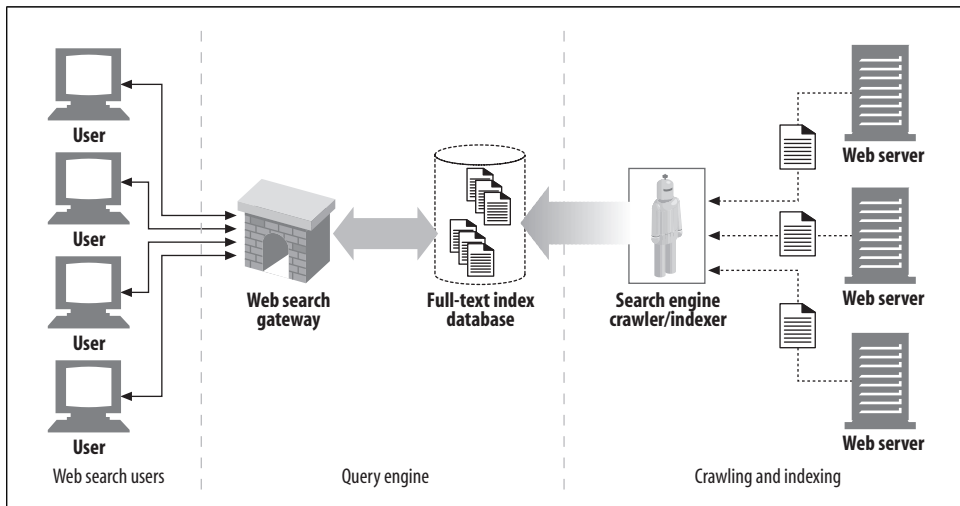 User
User
User
User
Web search users
Web search
gateway
Full-text index
database
Query engine
Search engine
crawler/indexer
Web server
Web server
Web server
Crawling and indexing